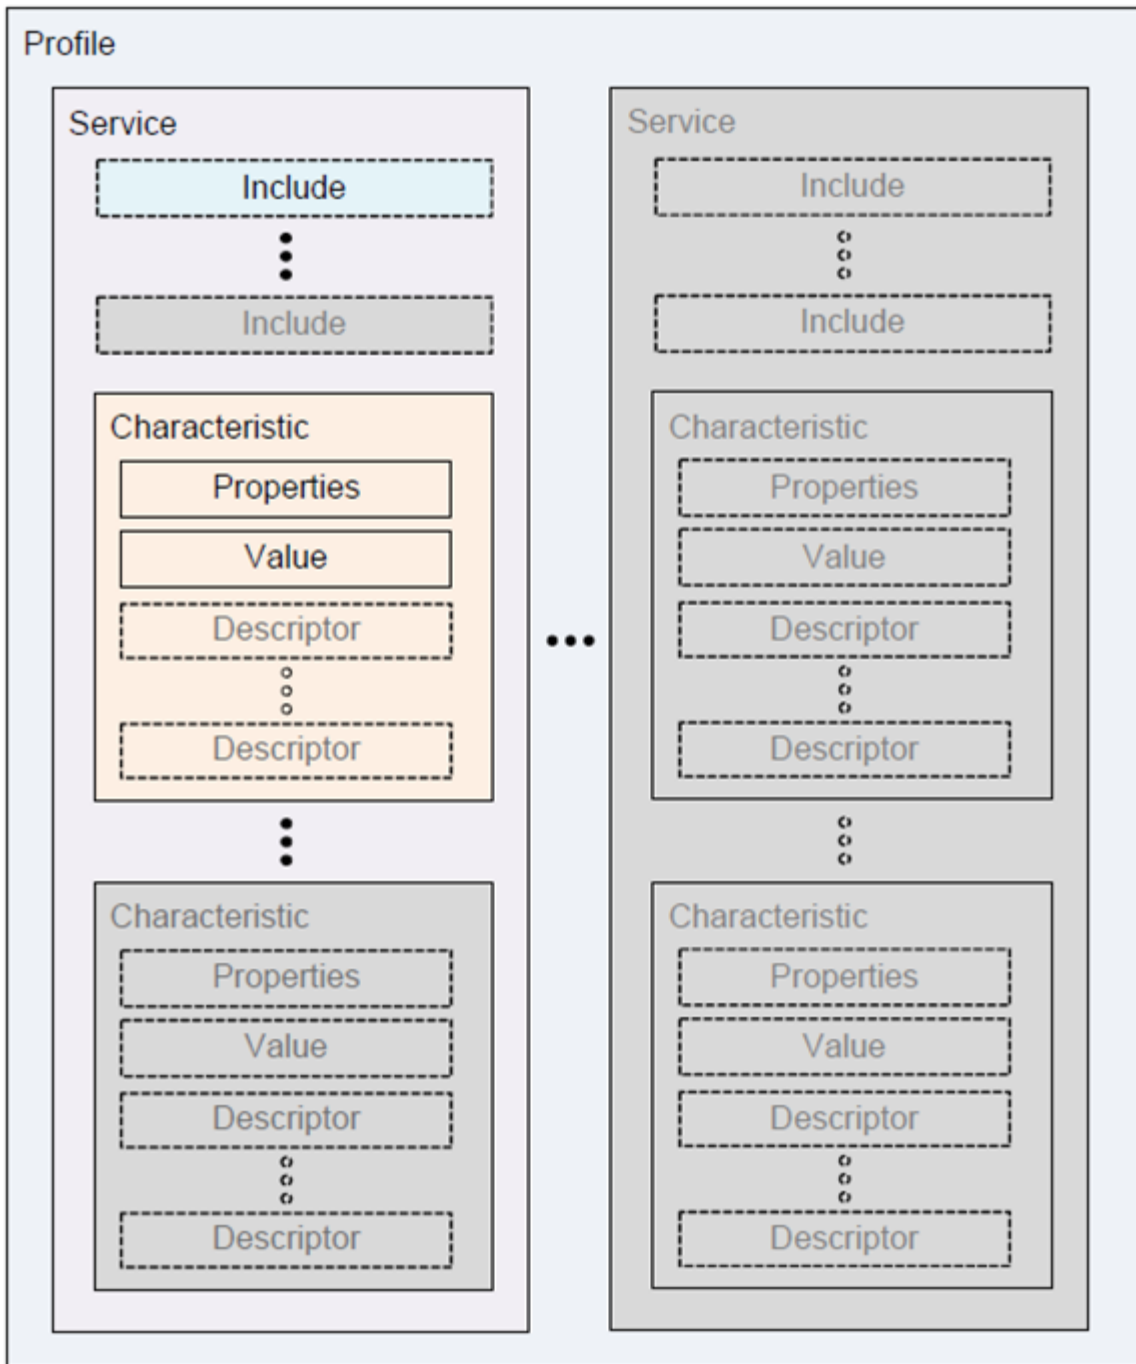 Profile
Service
Include
Include
Characteristic
Properties
Value
Descriptor
Descriptor
Characteristic
Properties
Value
Descriptor
Descriptor
Service
Include
Include
Characteristic
Properties
Value
Descriptor
Descriptor
Characteristic
Properties
Value
Descriptor
Descriptor